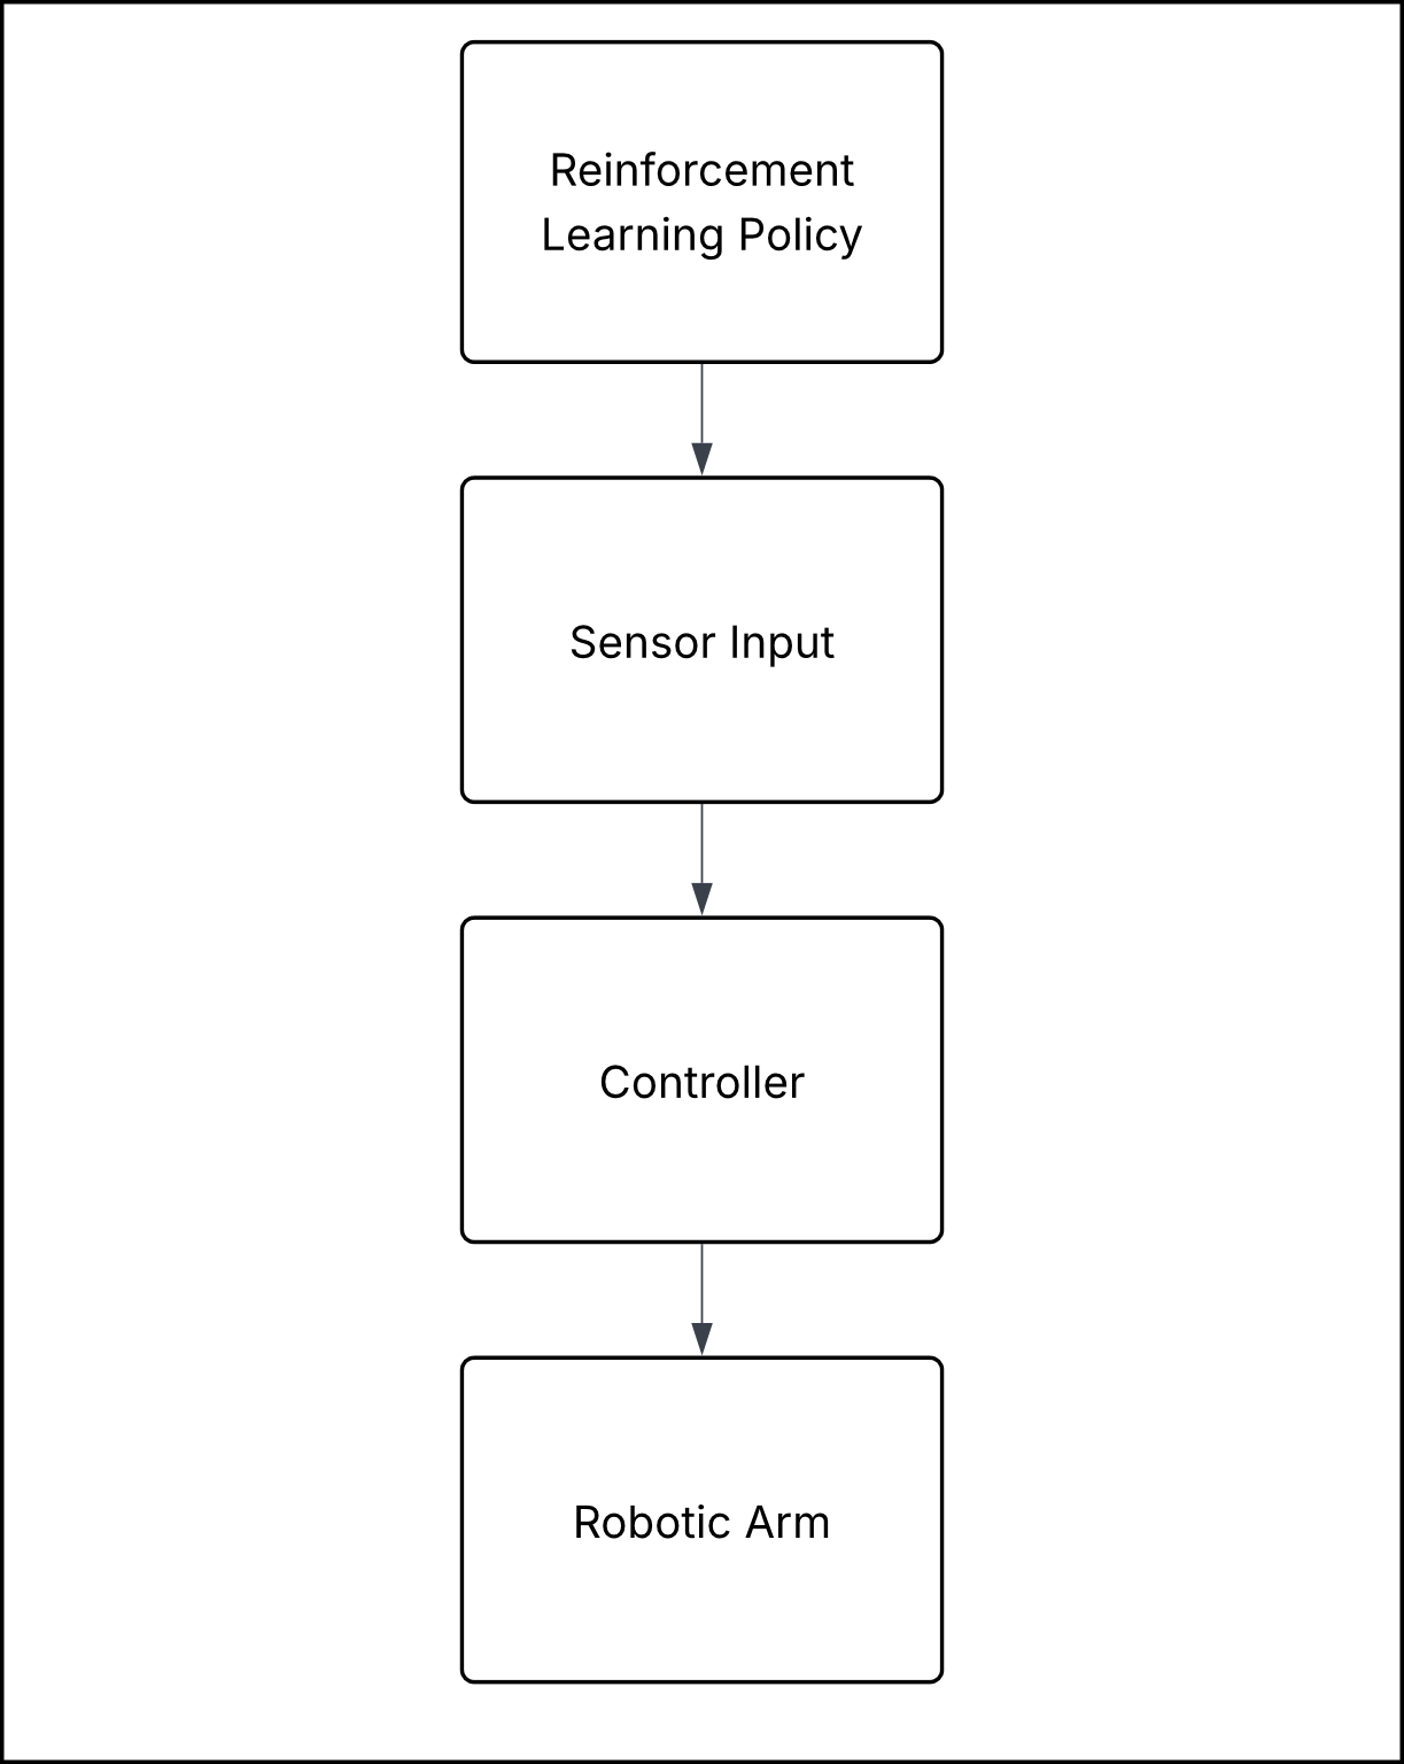 Reinforcement
Learning Policy
Sensor Input
Controller
Robotic Arm